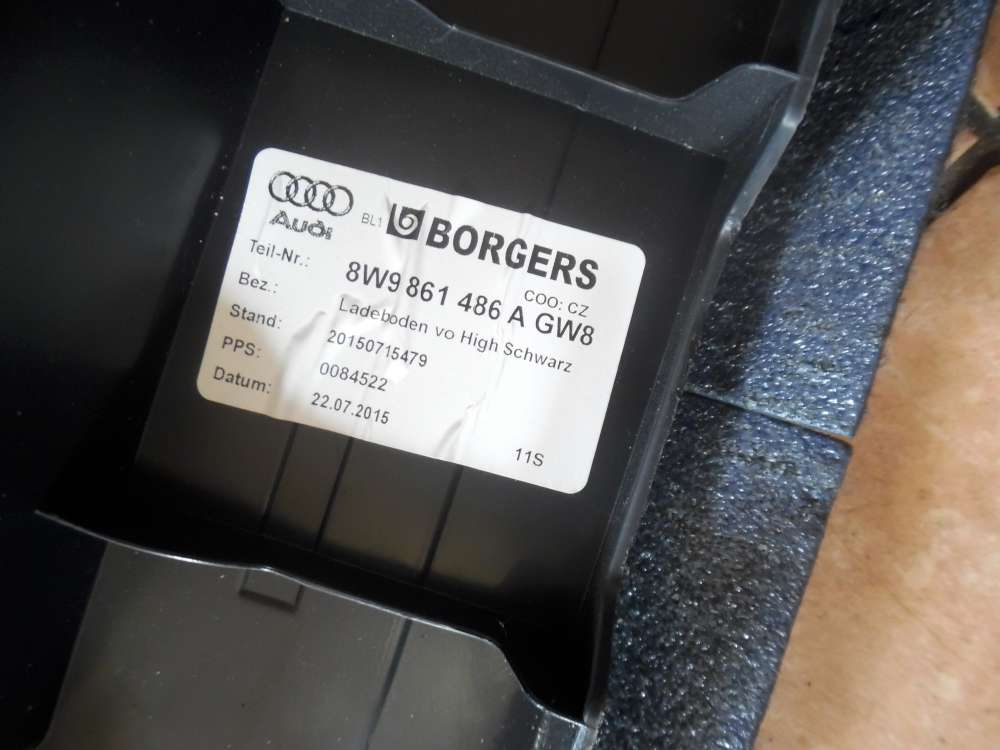 Audi
BL1 BORGERS
COO: CZ
Teil-Nr.: 8W9 861 486 A GW8
Bez.: Ladeboden vo High Schwarz
Stand: 20150715479
PPS: 0084522
Datum: 22.07.2015
11S